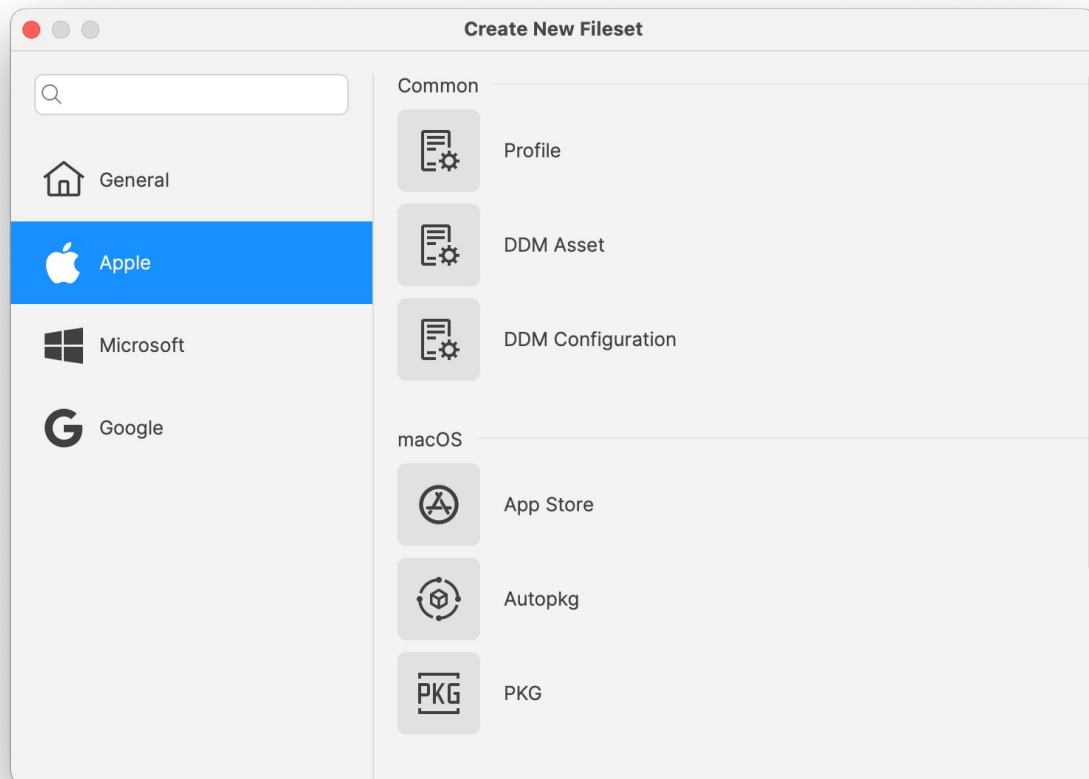 Create New Fileset
General
Apple
Microsoft
Google
Common
Profile
DDM Asset
DDM Configuration
macOS
App Store
Autopkg
PKG
PKG